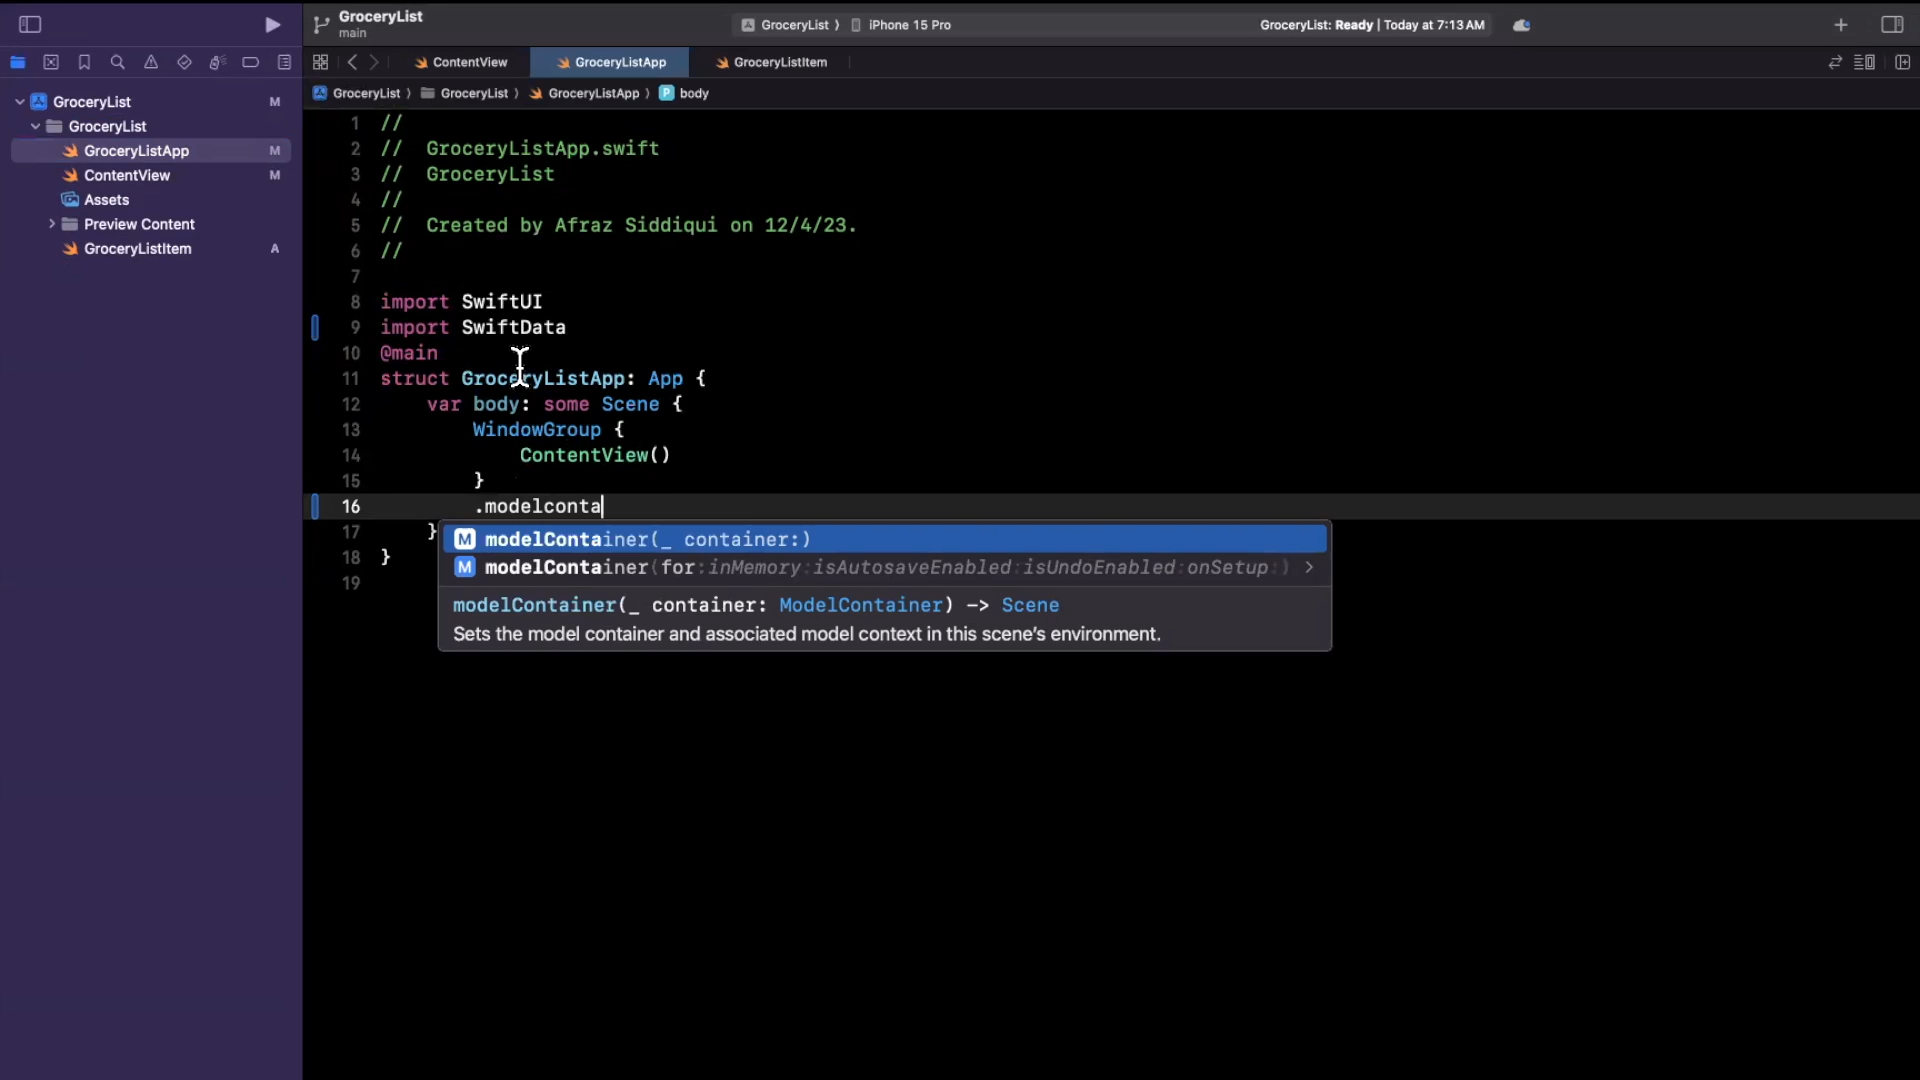 GroceryList
main
GroceryList ⟩ iPhone 15 Pro
GroceryList: Ready | Today at 7:13 AM
ContentView
GroceryListApp
GroceryListItem
GroceryList ⟩ GroceryList ⟩ GroceryListApp ⟩ P body
GroceryList M
GroceryList
GroceryListApp M
ContentView M
Assets
Preview Content
GroceryListItem A
1 //
2 //  GroceryListApp.swift
3 //  GroceryList
4 //
5 //  Created by Afraz Siddiqui on 12/4/23.
6 //
7
8 import SwiftUI
9 import SwiftData
10 @main
11 struct GroceryListApp: App {
12     var body: some Scene {
13         WindowGroup {
14             ContentView()
15         }
16         .modelconta
17     }
18 }
19
M modelContainer(_ container:)
M modelContainer(for:inMemory:isAutosaveEnabled:isUndoEnabled:onSetup:)
modelContainer(_ container: ModelContainer) -> Scene
Sets the model container and associated model context in this scene's environment.